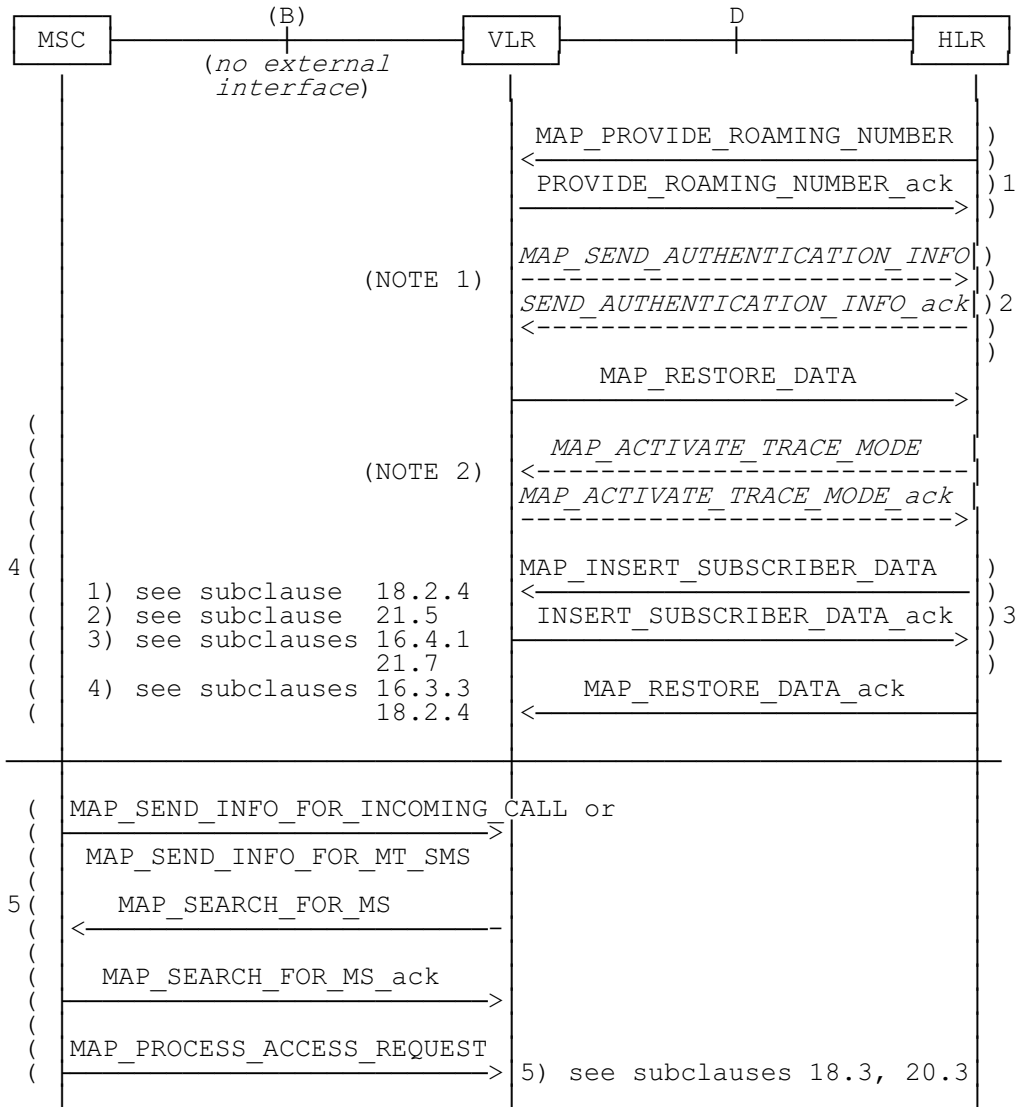 (B) D
MSC VLR HLR
(no external
interface)
MAP_PROVIDE_ROAMING_NUMBER )
<────────── )
PROVIDE_ROAMING_NUMBER_ack )1
──────────> )
MAP_SEND_AUTHENTICATION_INFO )
(NOTE 1) ----------> )
SEND_AUTHENTICATION_INFO_ack )2
<---------- )
)
MAP_RESTORE_DATA
──────────>
(
( MAP_ACTIVATE_TRACE_MODE
( (NOTE 2) <----------
( MAP_ACTIVATE_TRACE_MODE_ack
( ---------->
(
4( MAP_INSERT_SUBSCRIBER_DATA )
( 1) see subclause 18.2.4 <────────── )
( 2) see subclause 21.5 INSERT_SUBSCRIBER_DATA_ack )3
( 3) see subclauses 16.4.1 ──────────> )
( 21.7 )
( 4) see subclauses 16.3.3 MAP_RESTORE_DATA_ack
( 18.2.4 <──────────
( MAP_SEND_INFO_FOR_INCOMING_CALL or
( ──────────>
( MAP_SEND_INFO_FOR_MT_SMS
(
5( MAP_SEARCH_FOR_MS
( <──────────-
(
( MAP_SEARCH_FOR_MS_ack
( ──────────>
(
( MAP_PROCESS_ACCESS_REQUEST
( ──────────> 5) see subclauses 18.3, 20.3